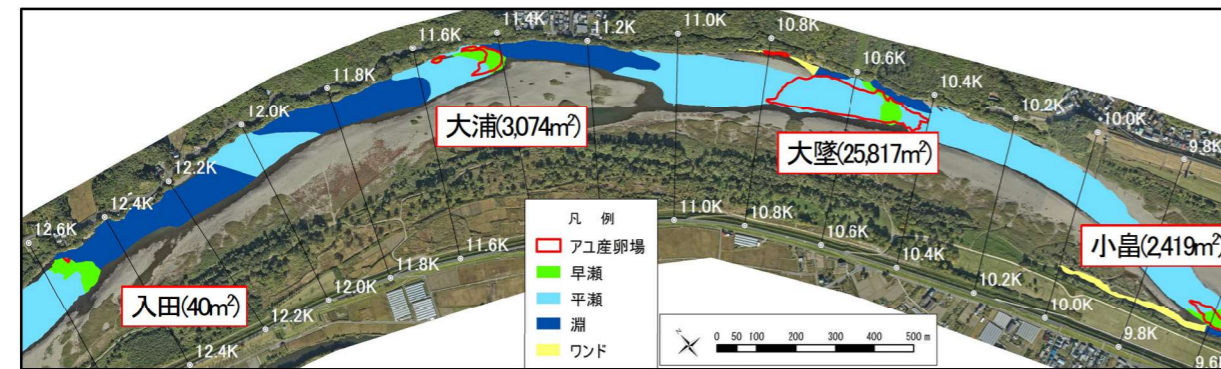 11.4K
11.2K
11.0K
10.8K
11.6K
10.6K
11.8K
10.4K
12.0K
10.2K
10.0K
9.8K
大浦(3,074㎡)
大墜(25,817㎡)
12.2K
12.4K
12.6K
小畠(2,419㎡
入田(40㎡)
11.0K
10.8K
10.6K
10.4K
10.2K
10.0K
9.8K
9.6K
11.6K
11.8K
12.0K
12.2K
12.4K
凡 例
アユ産卵場
早瀬
平瀬
淵
ワンド
0 50 100 200 300 400 500 m